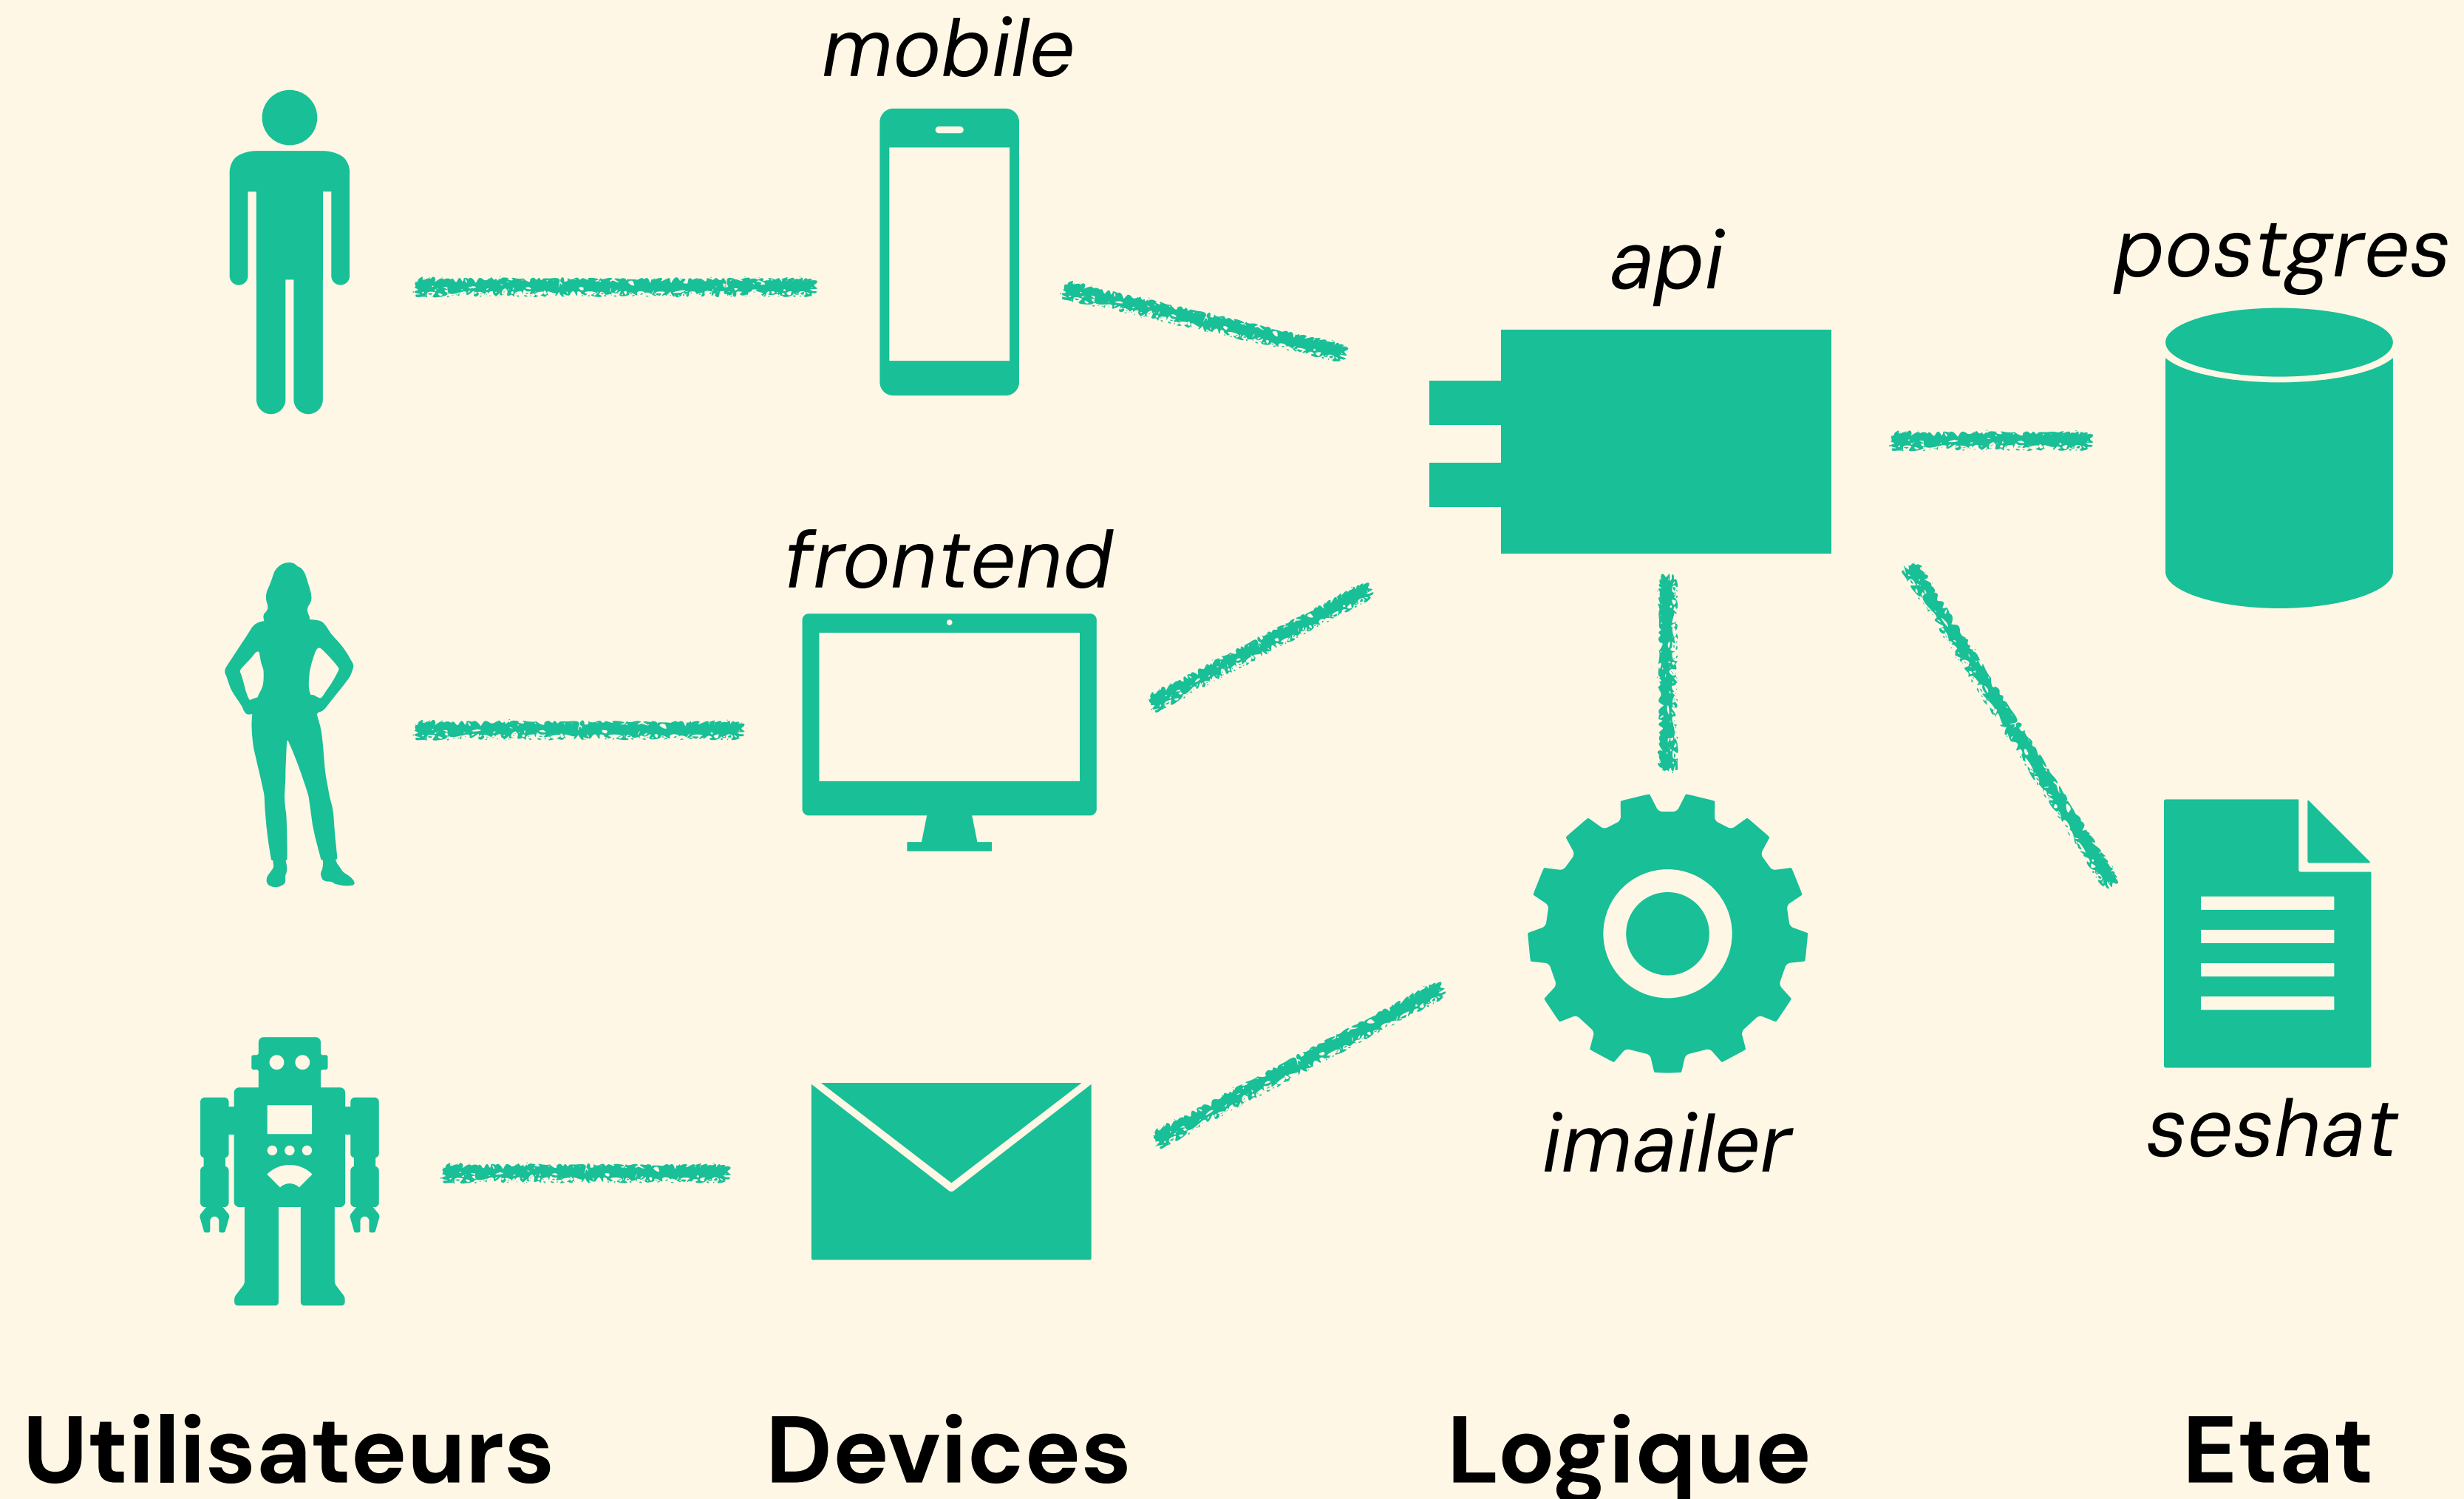 mobile
api
postgres
frontend
imailer
seshat
Utilisateurs
Devices
Logique
Etat